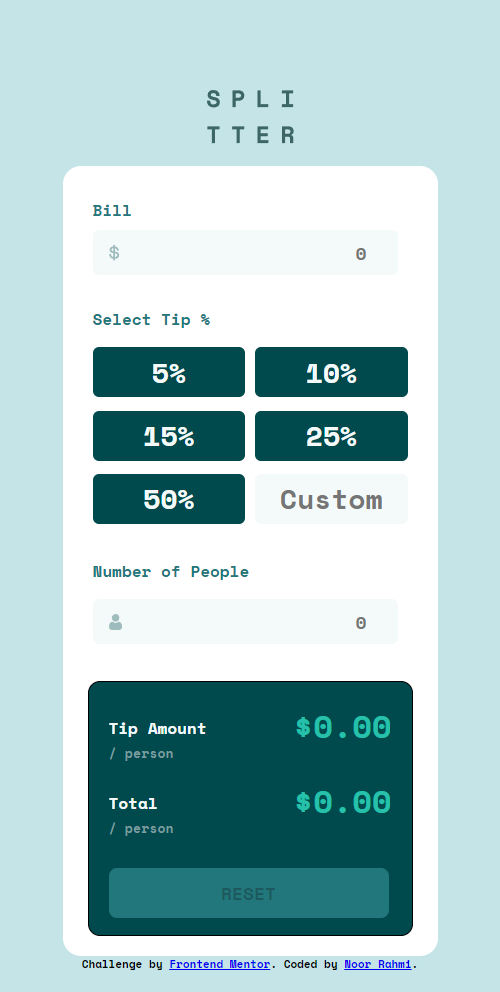 SPLI
TTER
Bill
$ 0
Select Tip %
5% 10%
15% 25%
50% Custom
Number of People
0
Tip Amount $0.00
/ person
Total $0.00
/ person
RESET
Challenge by Frontend Mentor. Coded by Noor Rahmi.